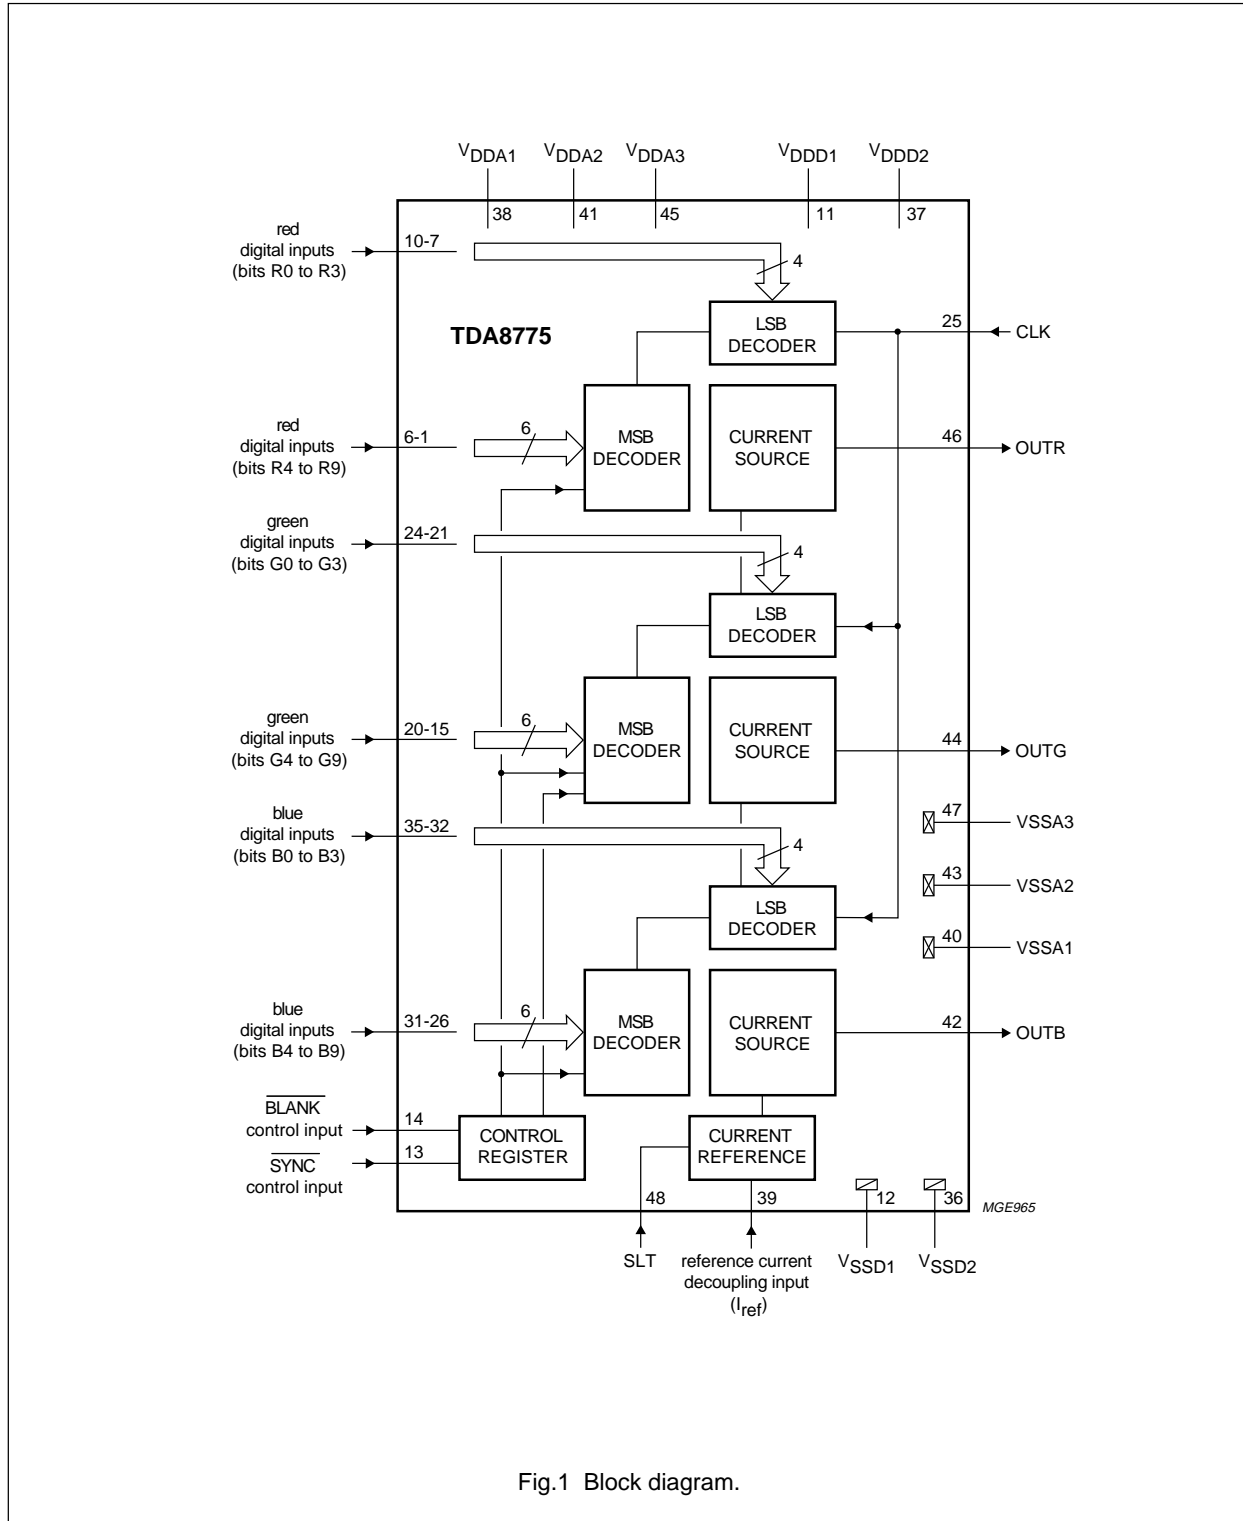 VDDA1 VDDA2 VDDA3 VDDD1 VDDD2
38 41 45 11 37
red
digital inputs
(bits R0 to R3)
10-7
4
TDA8775
LSB
DECODER
25
CLK
red
digital inputs
(bits R4 to R9)
6-1
6
MSB
DECODER
CURRENT
SOURCE
46
OUTR
green
digital inputs
(bits G0 to G3)
24-21
4
LSB
DECODER
green
digital inputs
(bits G4 to G9)
20-15
6
MSB
DECODER
CURRENT
SOURCE
44
OUTG
blue
digital inputs
(bits B0 to B3)
35-32
4
47
VSSA3
43
VSSA2
LSB
DECODER
40
VSSA1
blue
digital inputs
(bits B4 to B9)
31-26
6
MSB
DECODER
CURRENT
SOURCE
42
OUTB
BLANK
control input
14
SYNC
control input
13
CONTROL
REGISTER
CURRENT
REFERENCE
48 39 12 36
MGE965
SLT
reference current
decoupling input
(Iref)
VSSD1 VSSD2
Fig.1 Block diagram.